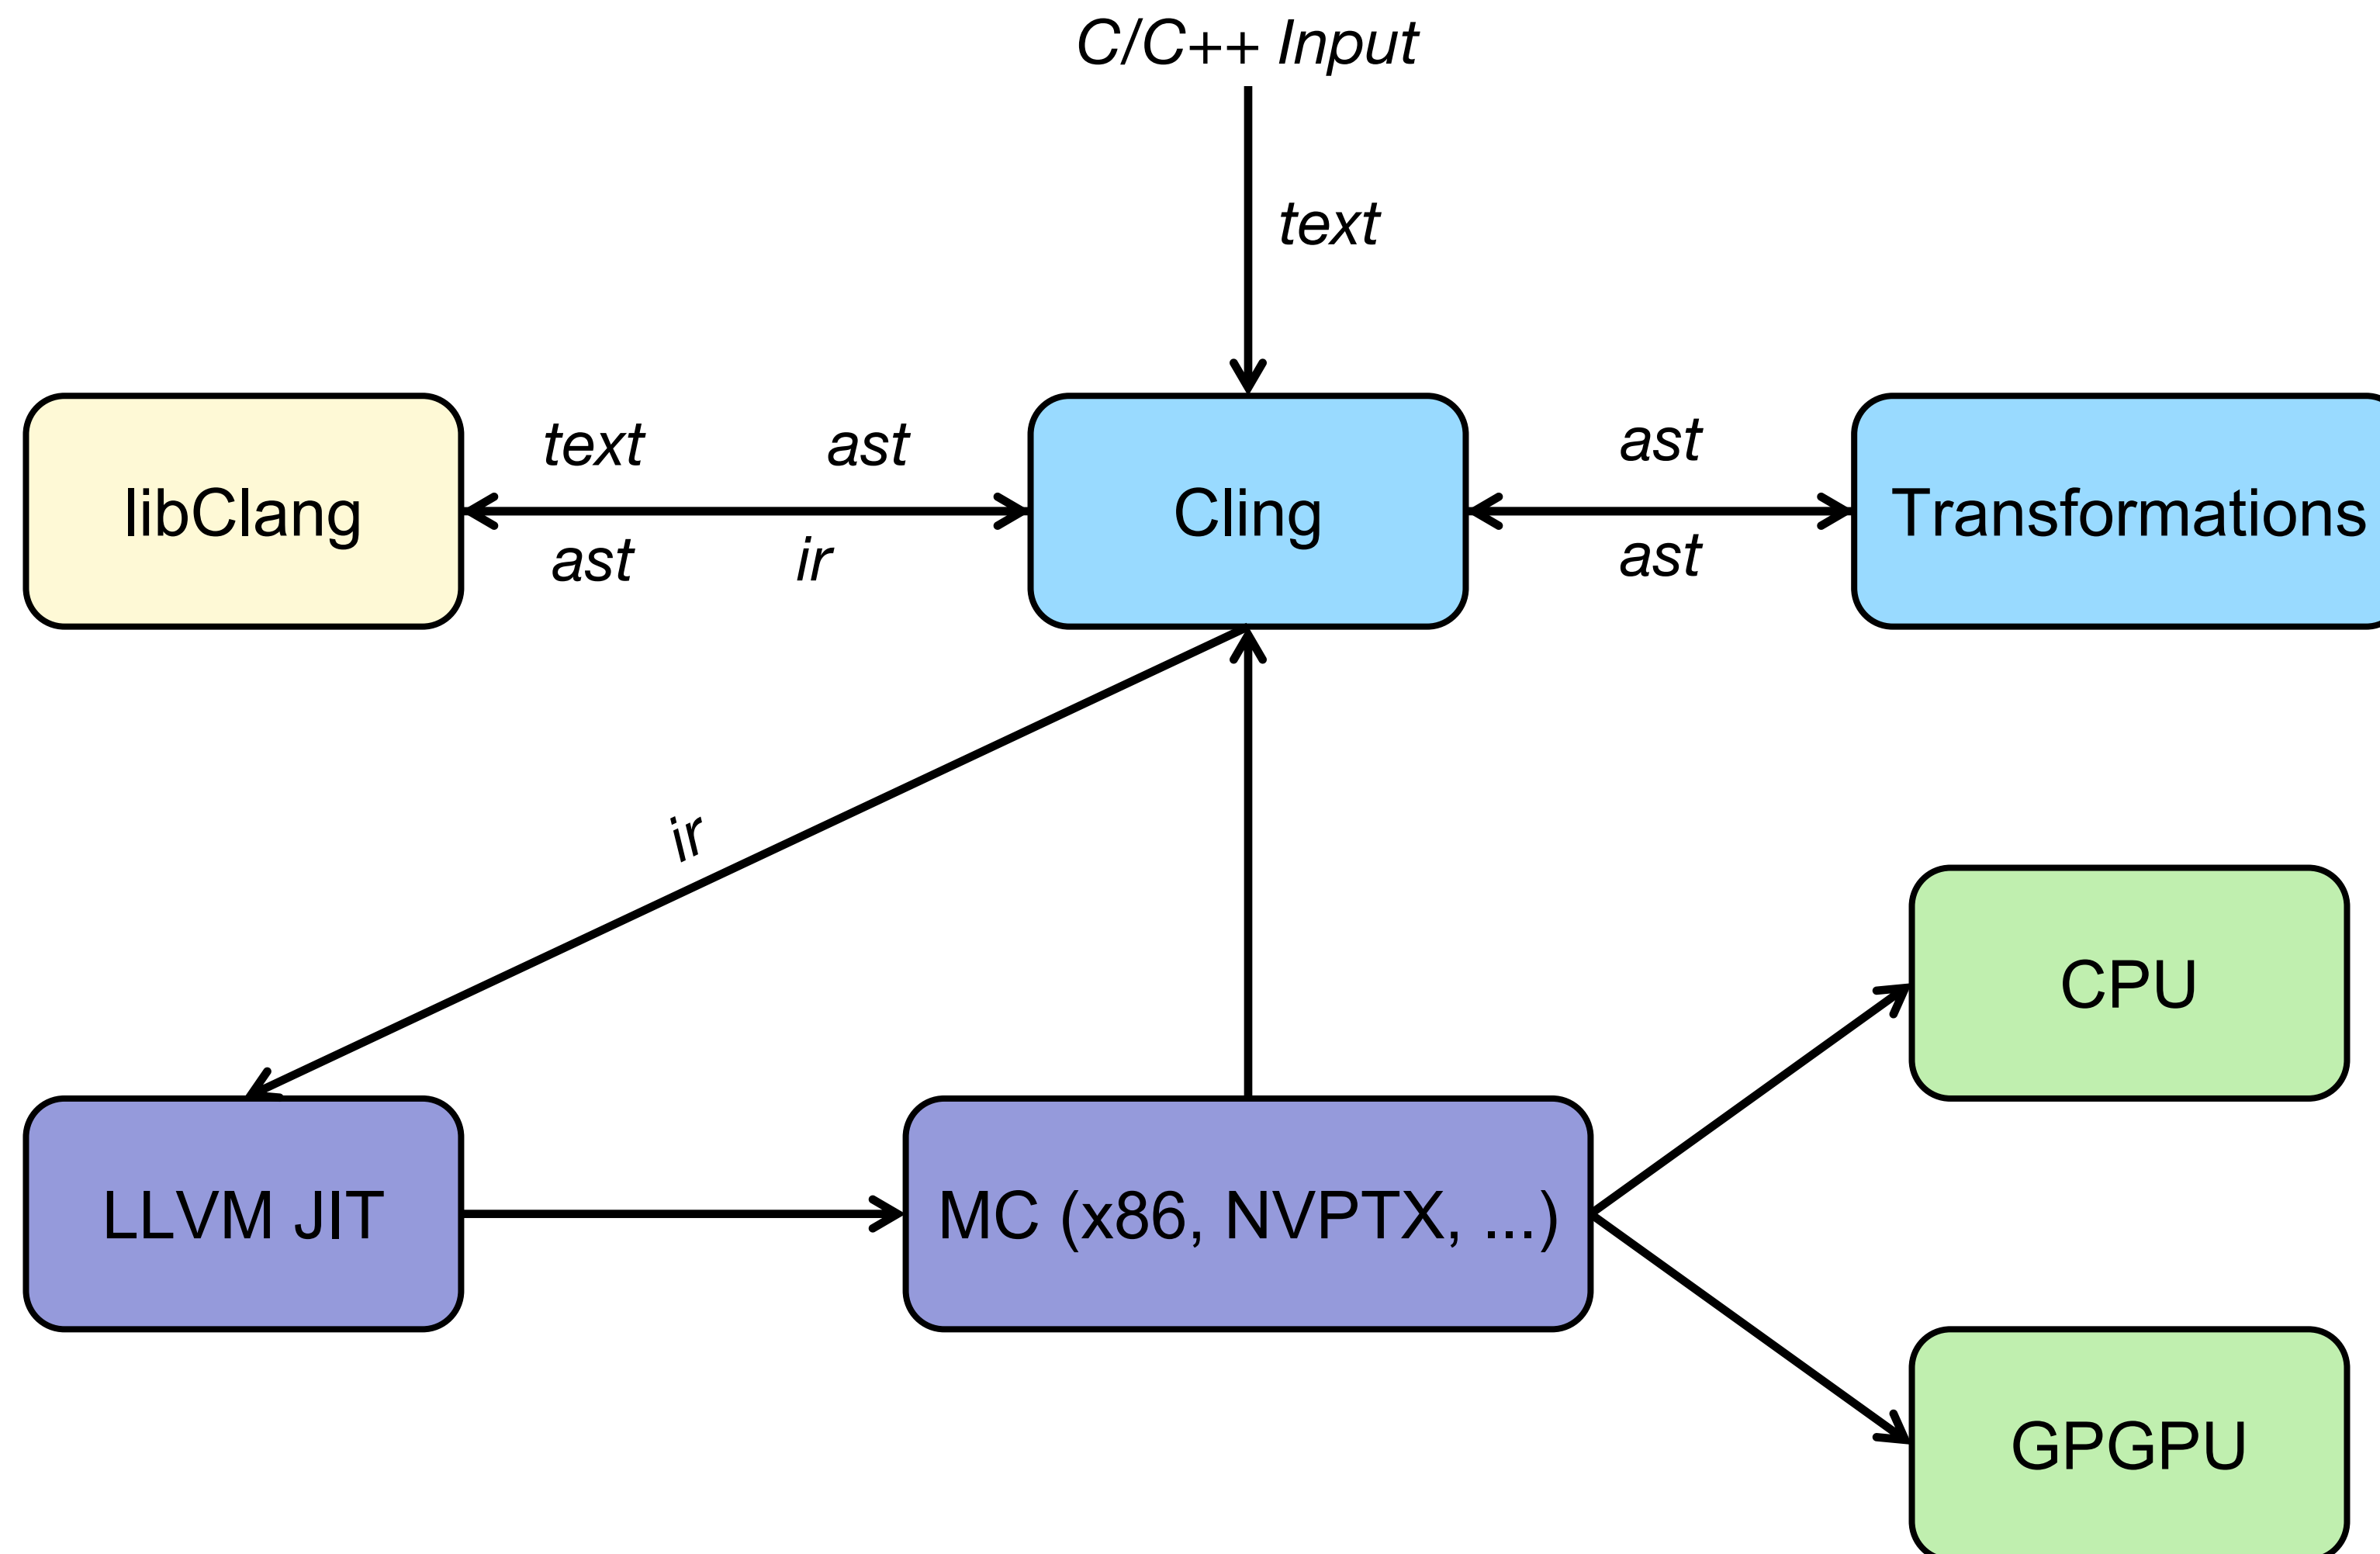 C/C++ Input
text
text
ast
ast
libClang
Cling
Transformations
ast
ir
ast
ir
CPU
LLVM JIT
MC (x86, NVPTX, ...)
GPGPU